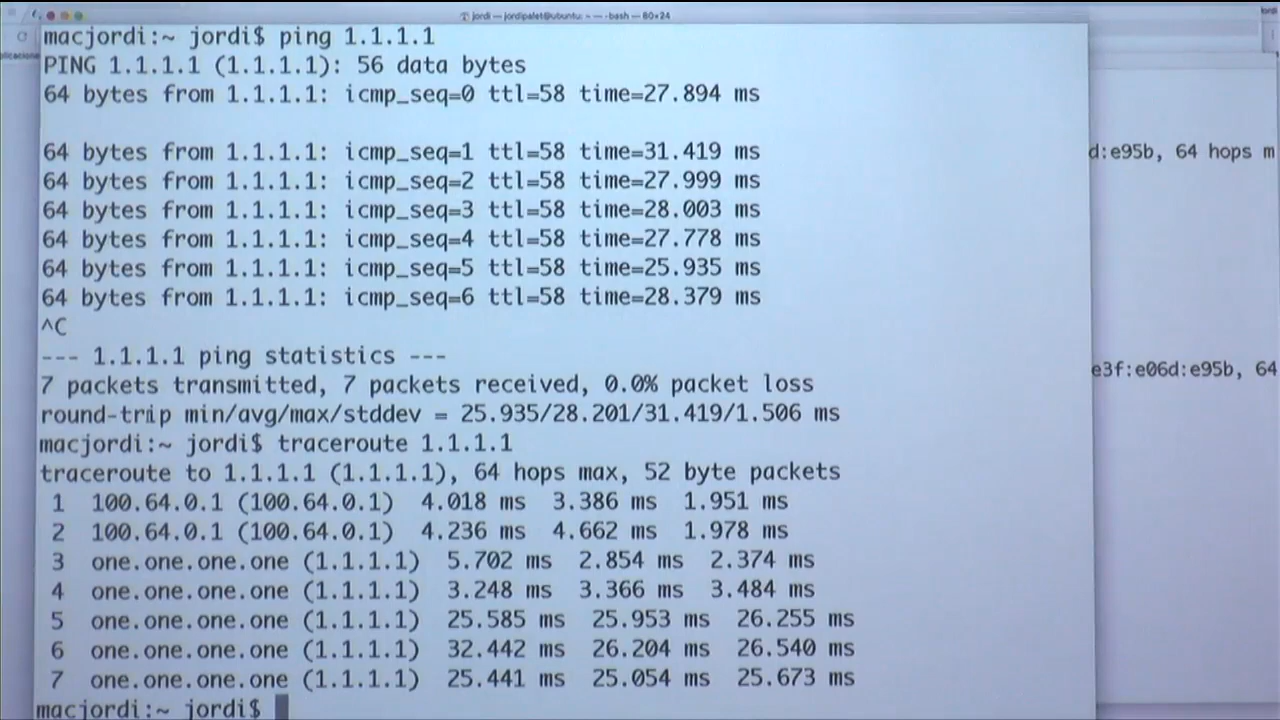 jordi — jordipalet@ubuntu: ~ — -bash — 80×24
macjordi:~ jordi$ ping 1.1.1.1
PING 1.1.1.1 (1.1.1.1): 56 data bytes
64 bytes from 1.1.1.1: icmp_seq=0 ttl=58 time=27.894 ms
64 bytes from 1.1.1.1: icmp_seq=1 ttl=58 time=31.419 ms
d:e95b, 64 hops m
64 bytes from 1.1.1.1: icmp_seq=2 ttl=58 time=27.999 ms
64 bytes from 1.1.1.1: icmp_seq=3 ttl=58 time=28.003 ms
64 bytes from 1.1.1.1: icmp_seq=4 ttl=58 time=27.778 ms
64 bytes from 1.1.1.1: icmp_seq=5 ttl=58 time=25.935 ms
64 bytes from 1.1.1.1: icmp_seq=6 ttl=58 time=28.379 ms
^C
--- 1.1.1.1 ping statistics ---
e3f:e06d:e95b, 64
7 packets transmitted, 7 packets received, 0.0% packet loss
round-trip min/avg/max/stddev = 25.935/28.201/31.419/1.506 ms
macjordi:~ jordi$ traceroute 1.1.1.1
traceroute to 1.1.1.1 (1.1.1.1), 64 hops max, 52 byte packets
1 100.64.0.1 (100.64.0.1) 4.018 ms 3.386 ms 1.951 ms
2 100.64.0.1 (100.64.0.1) 4.236 ms 4.662 ms 1.978 ms
3 one.one.one.one (1.1.1.1) 5.702 ms 2.854 ms 2.374 ms
4 one.one.one.one (1.1.1.1) 3.248 ms 3.366 ms 3.484 ms
5 one.one.one.one (1.1.1.1) 25.585 ms 25.953 ms 26.255 ms
6 one.one.one.one (1.1.1.1) 32.442 ms 26.204 ms 26.540 ms
7 one.one.one.one (1.1.1.1) 25.441 ms 25.054 ms 25.673 ms
macjordi:~ jordi$